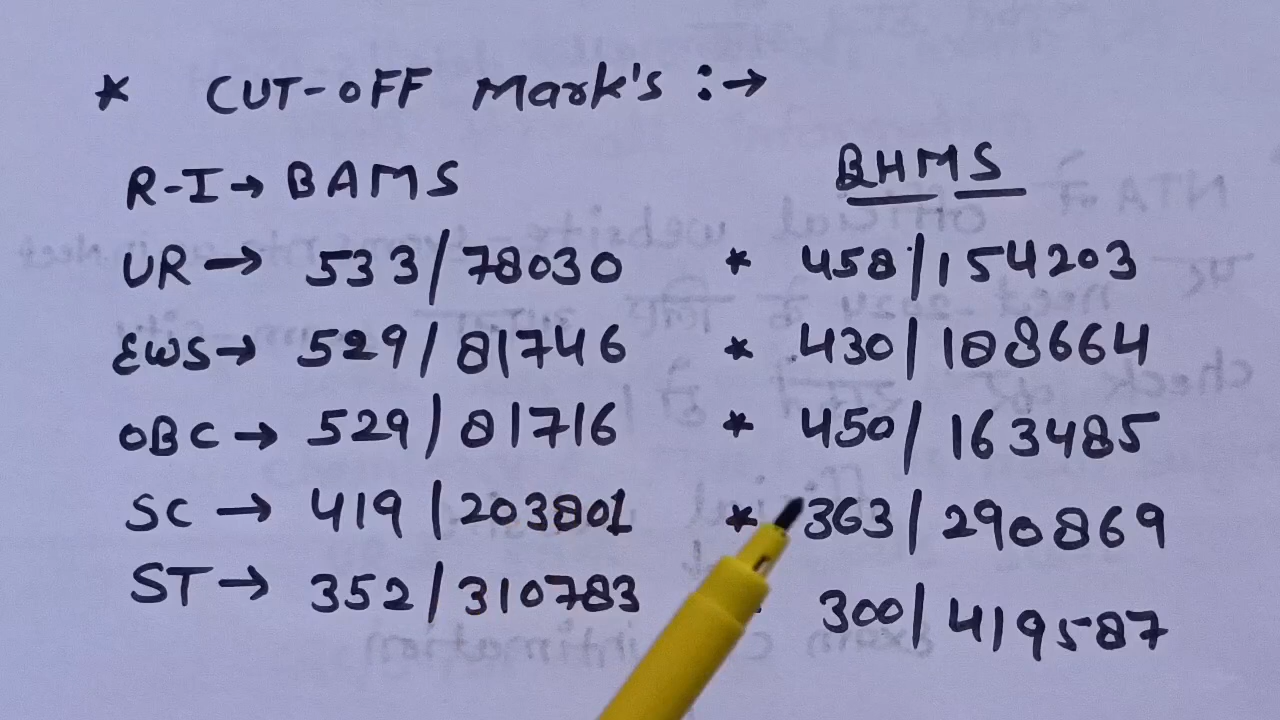 * CUT-OFF Mark's :→
R-I → BAMS BHMS
UR → 533/78030 * 458/154203
EWS → 529/81746 * 430/188664
OBC → 529/81716 * 450/163485
SC → 419/203801 * 363/290869
ST → 352/310783 300/419587